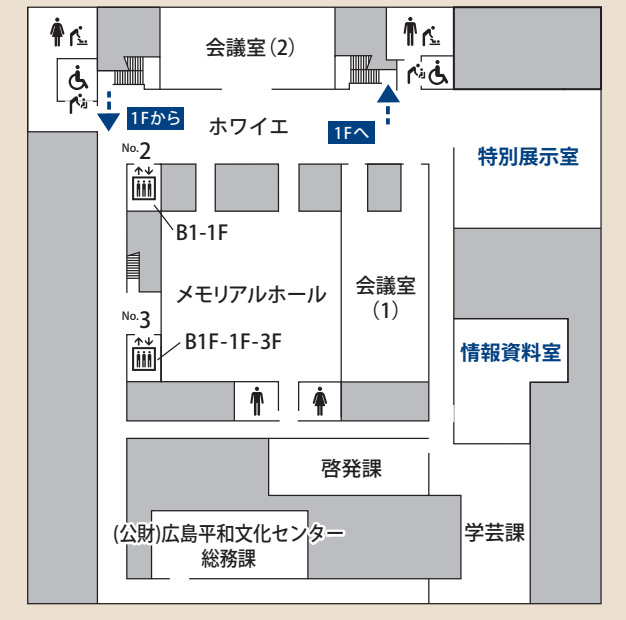 会議室(2)
1Fから
ホワイエ
1Fへ
特別展示室
No.2
B1-1F
メモリアルホール
会議室
(1)
No.3
B1F-1F-3F
情報資料室
啓発課
(公財)広島平和文化センター
総務課
学芸課